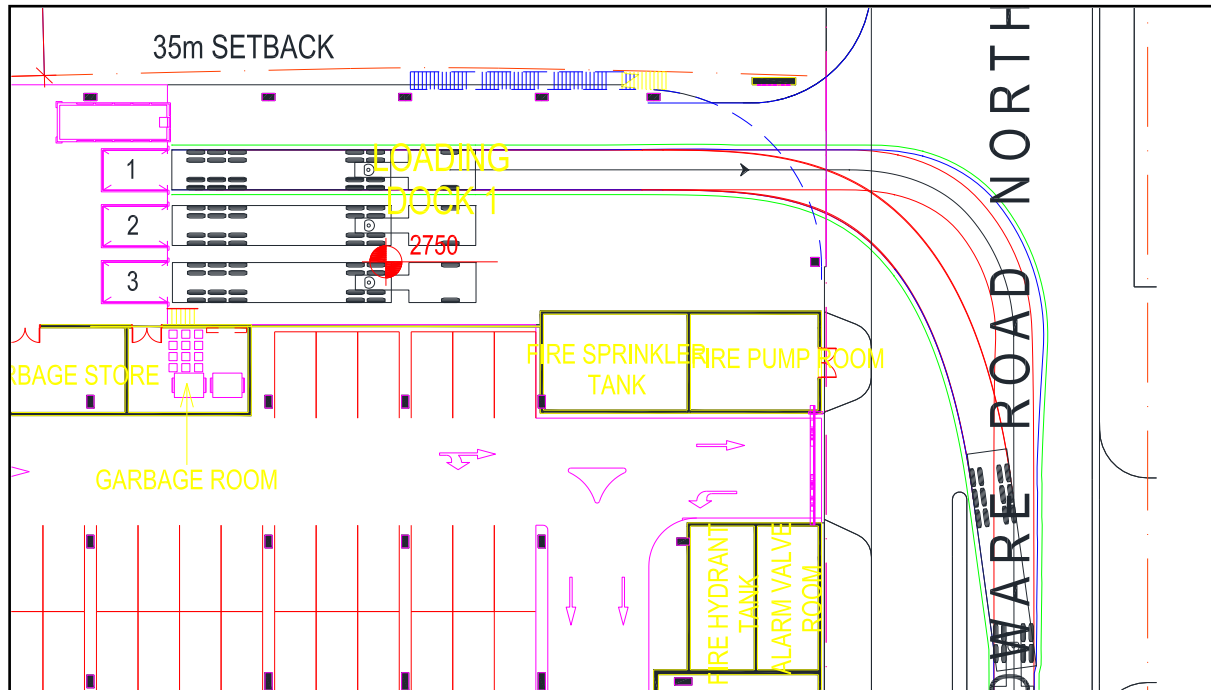 35m SETBACK
1
LOADING
DOCK 1
2
2750
3
FIRE SPRINKLER
TANK
FIRE PUMP ROOM
RBAGE STORE
GARBAGE ROOM
FIRE HYDRANT
TANK
ALARM VALVE
ROOM
OWARE ROAD NORTH